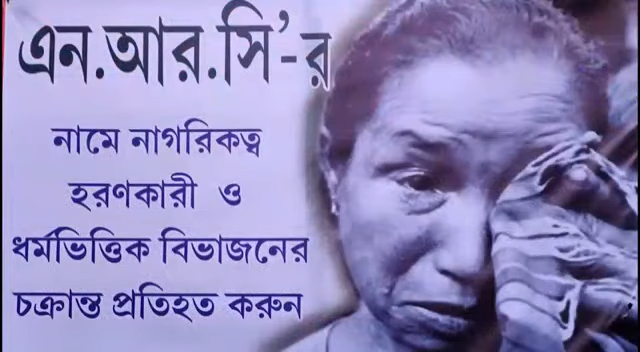 এন.আর.সি'-র
নামে নাগরিকত্ব
হরণকারী ও
ধর্মভিত্তিক বিভাজনের
চক্রান্ত প্রতিহত করুন